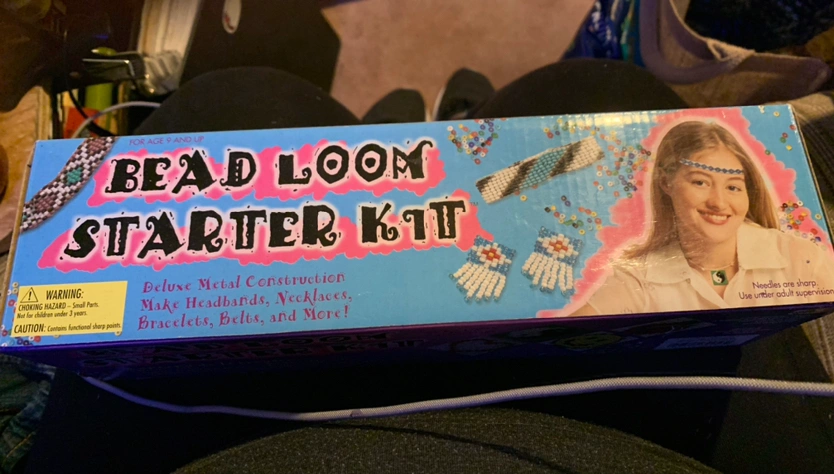 FOR AGE 9 AND UP
BEAD LOOM
STARTER KIT
Deluxe Metal Construction
Make Headbands, Necklaces,
Bracelets, Belts, and More!
WARNING:
CHOKING HAZARD – Small Parts.
Not for children under 3 years.
CAUTION: Contains functional sharp points.
Needles are sharp.
Use under adult supervision